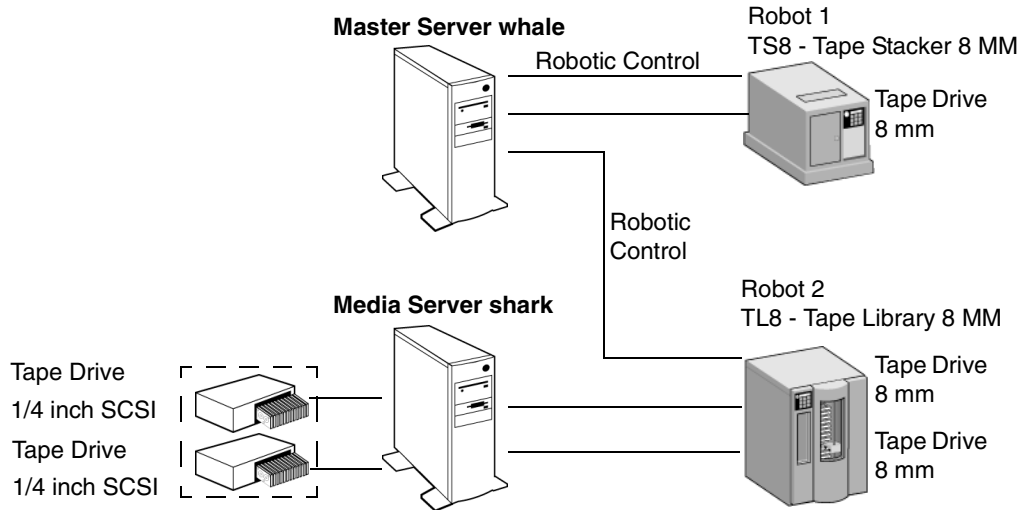 Master Server whale
Robotic Control
Robot 1
TS8 - Tape Stacker 8 MM
Tape Drive
8 mm
Robotic
Control
Media Server shark
Robot 2
TL8 - Tape Library 8 MM
Tape Drive
1/4 inch SCSI
Tape Drive
1/4 inch SCSI
Tape Drive
8 mm
Tape Drive
8 mm